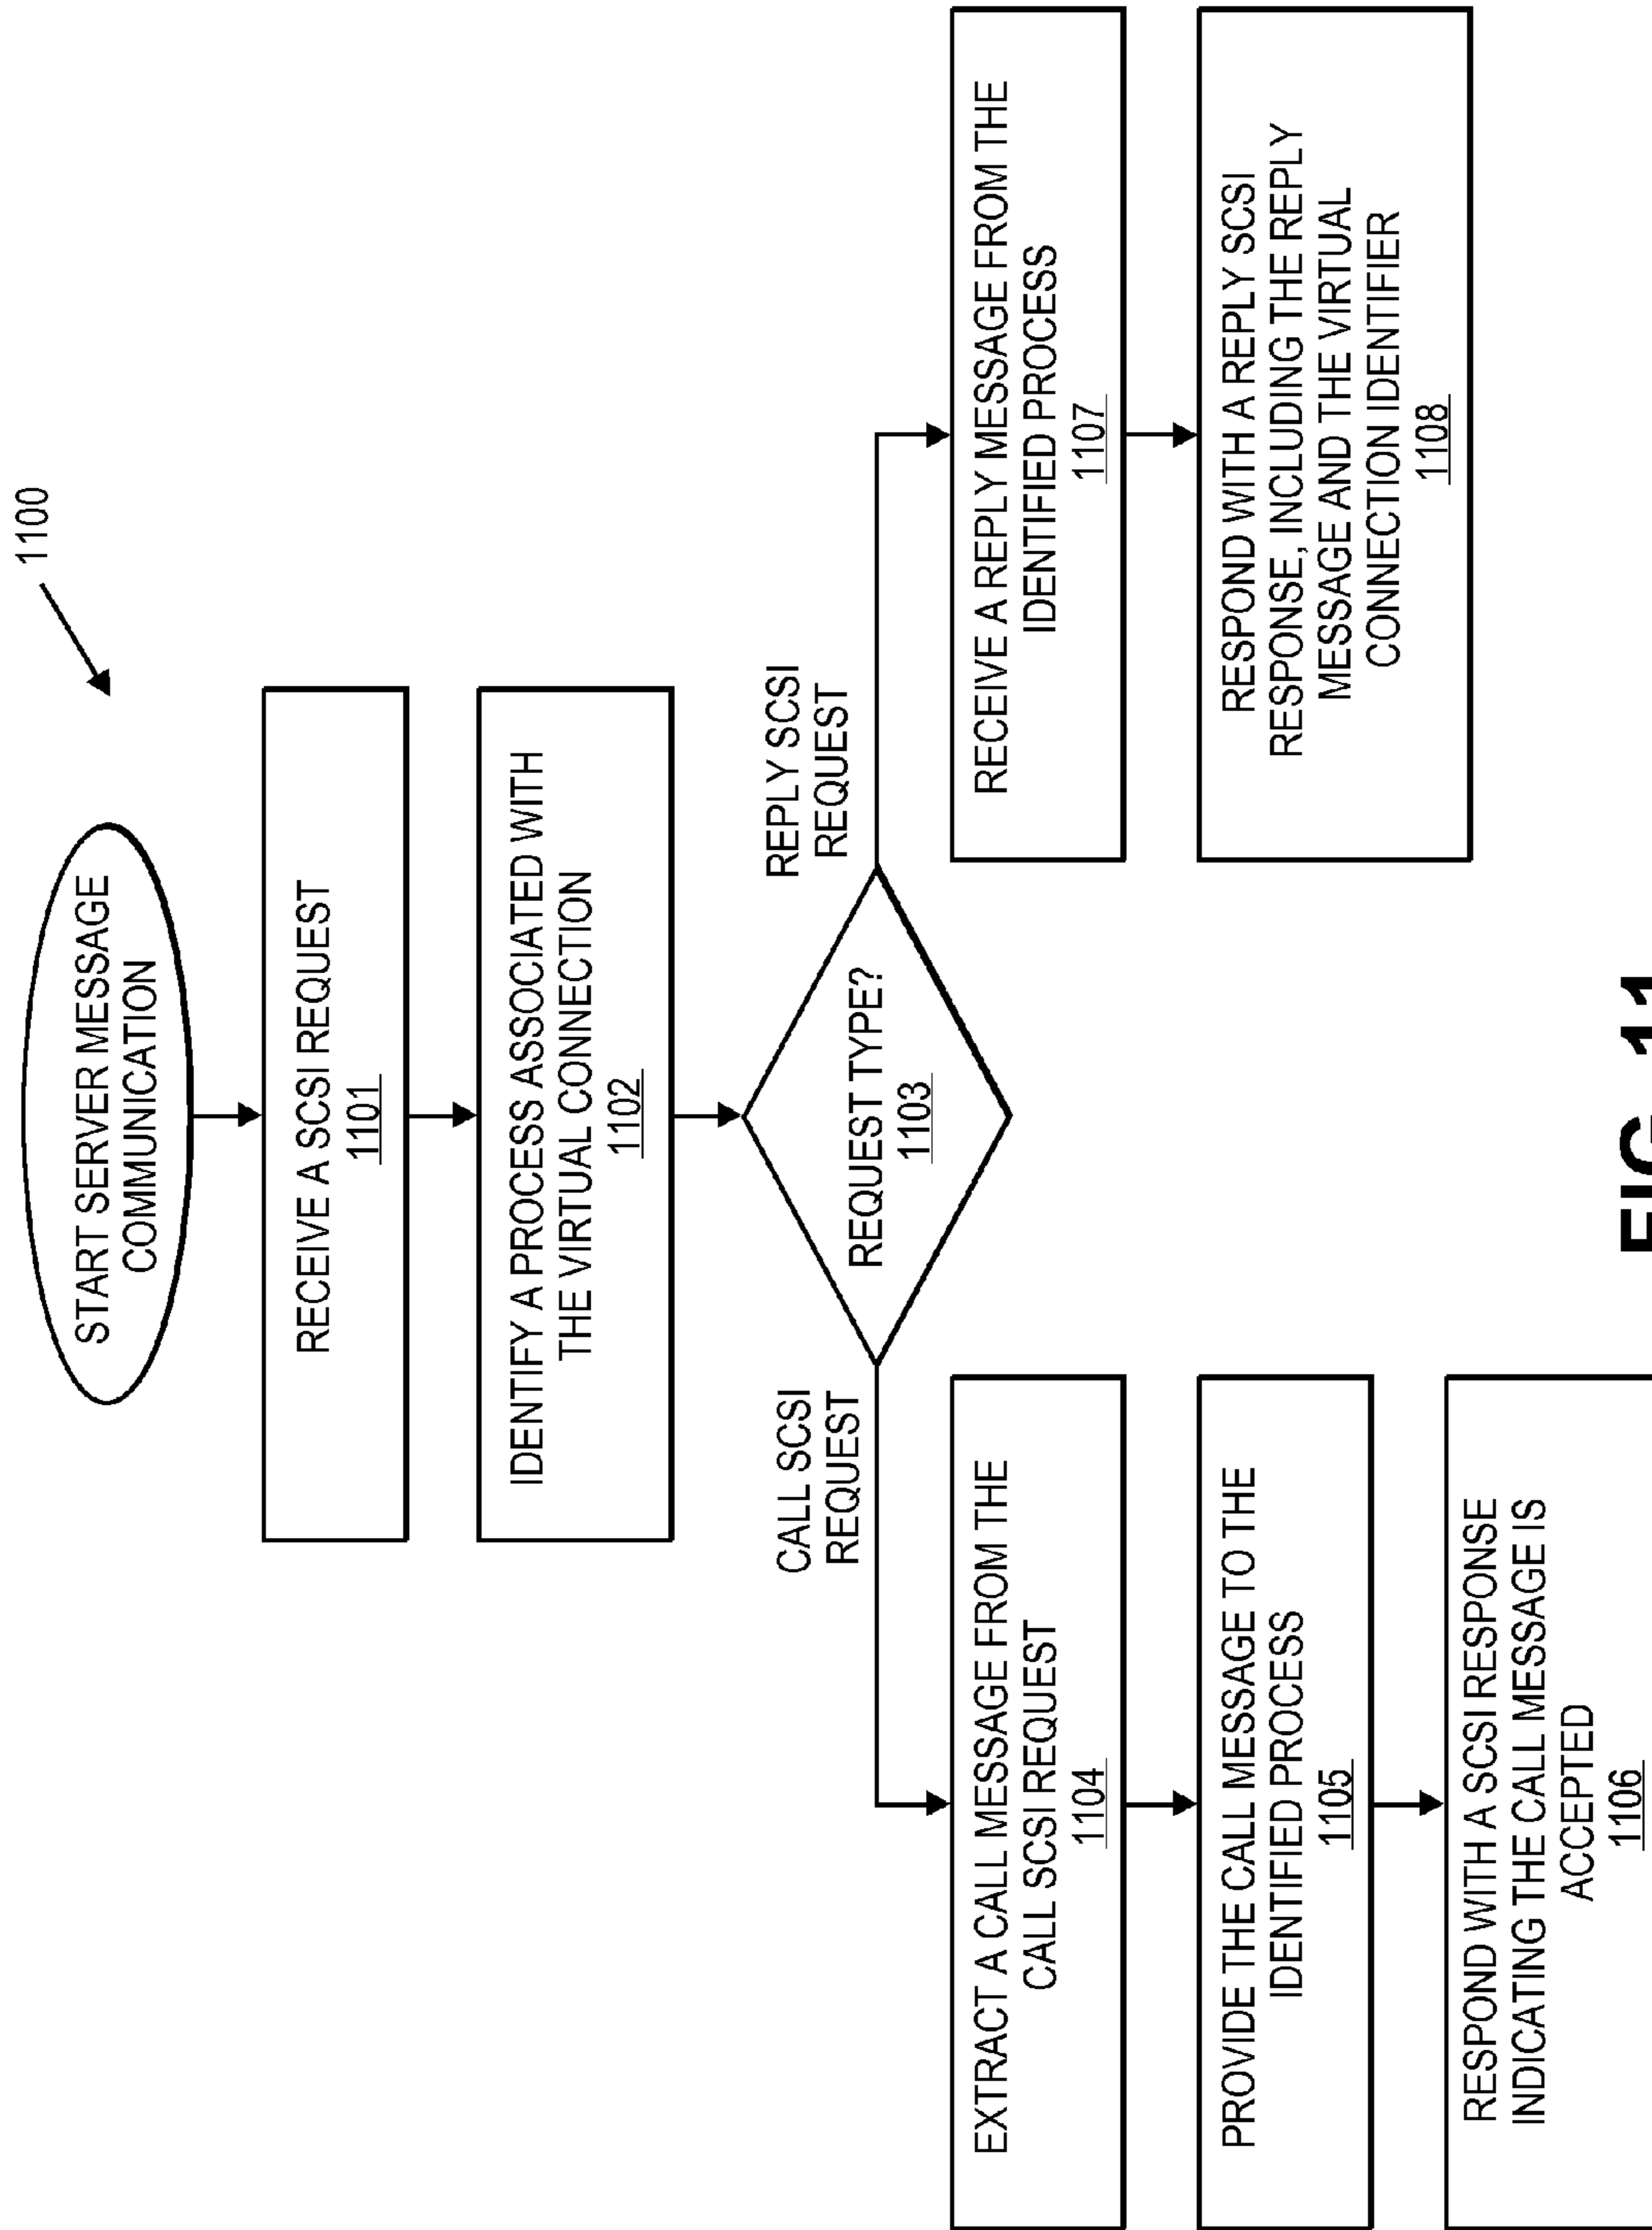 1100
START SERVER MESSAGE
COMMUNICATION
RECEIVE A SCSI REQUEST
1101
IDENTIFY A PROCESS ASSOCIATED WITH
THE VIRTUAL CONNECTION
1102
REQUEST TYPE?
1103
CALL SCSI
REQUEST
REPLY SCSI
REQUEST
EXTRACT A CALL MESSAGE FROM THE
CALL SCSI REQUEST
1104
PROVIDE THE CALL MESSAGE TO THE
IDENTIFIED PROCESS
1105
RESPOND WITH A SCSI RESPONSE
INDICATING THE CALL MESSAGE IS
ACCEPTED
1106
RECEIVE A REPLY MESSAGE FROM THE
IDENTIFIED PROCESS
1107
RESPOND WITH A REPLY SCSI
RESPONSE, INCLUDING THE REPLY
MESSAGE AND THE VIRTUAL
CONNECTION IDENTIFIER
1108
FIG. 11